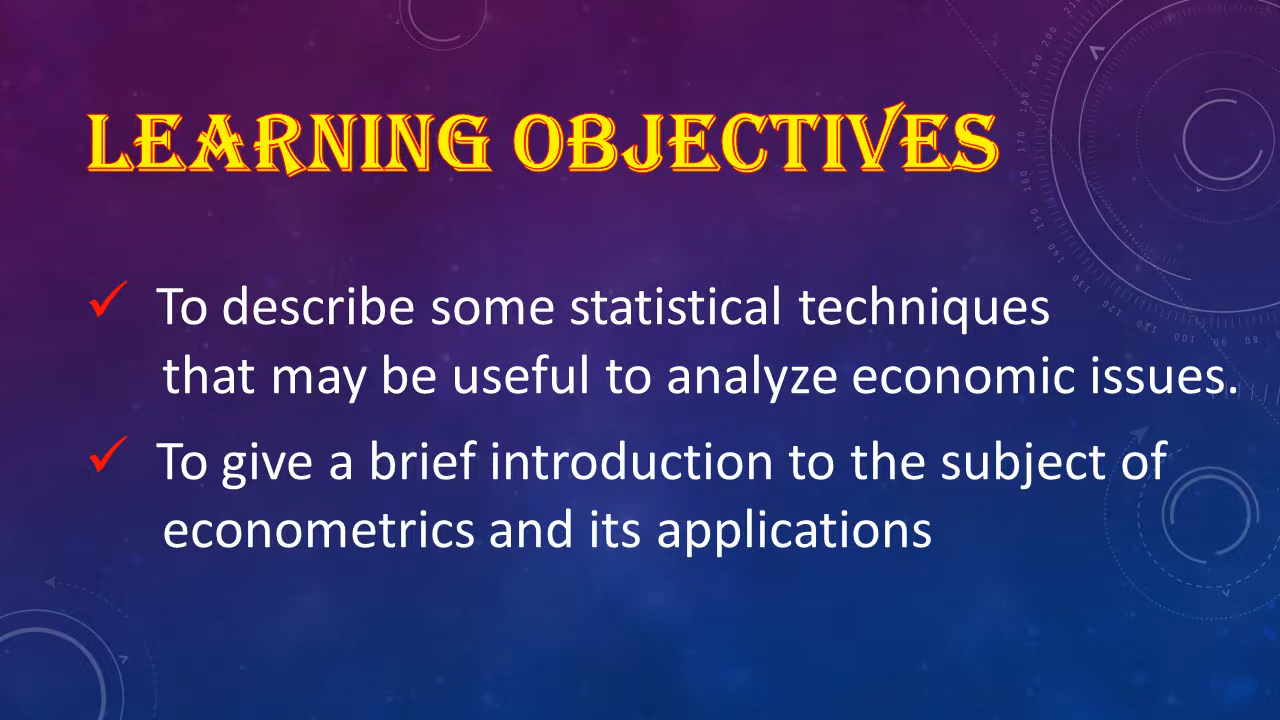 LEARNING OBJECTIVES
✓ To describe some statistical techniques
that may be useful to analyze economic issues.
✓ To give a brief introduction to the subject of
econometrics and its applications